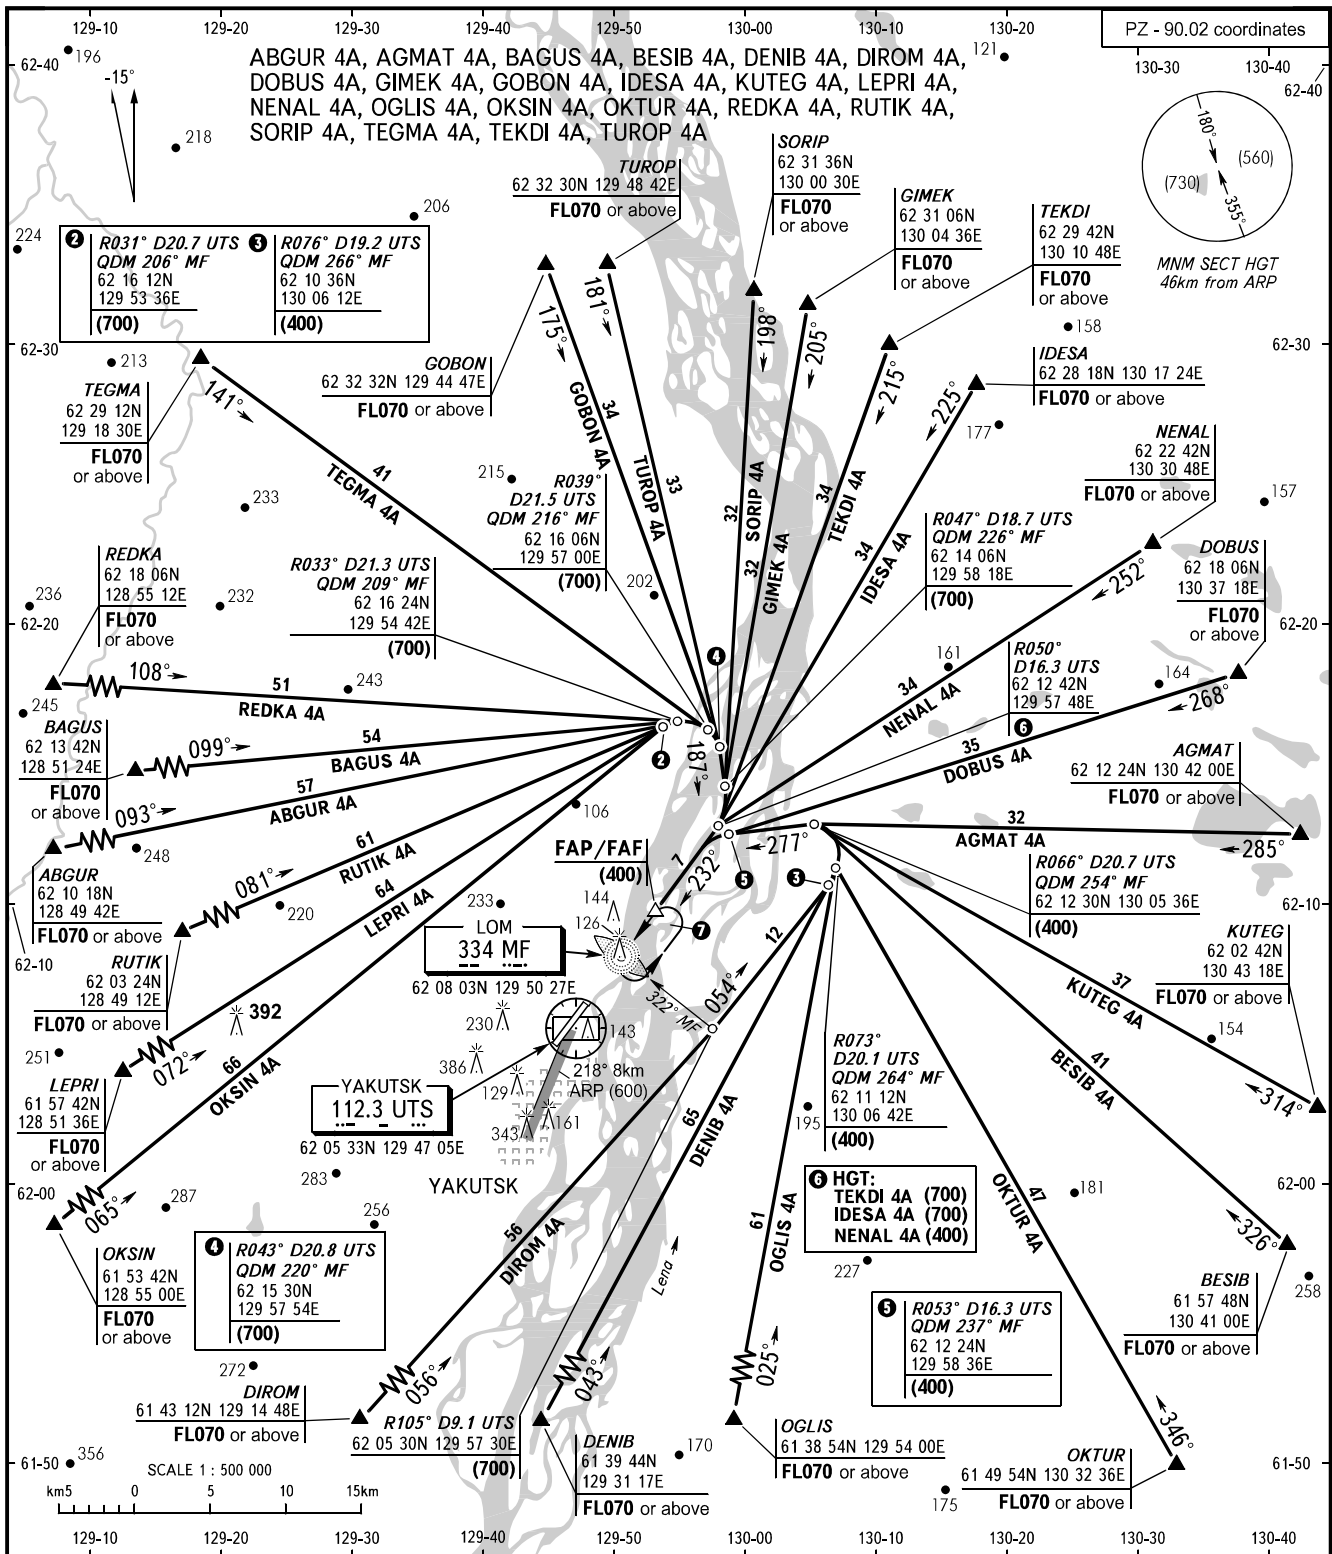 129-10 129-20 129-30 129-40 129-50 130-00 130-10 130-20
PZ - 90.02 coordinates
130-30 130-40
62-40
62-40
196
121
-15°
ABGUR 4A, AGMAT 4A, BAGUS 4A, BESIB 4A, DENIB 4A, DIROM 4A,
DOBUS 4A, GIMEK 4A, GOBON 4A, IDESA 4A, KUTEG 4A, LEPRI 4A,
NENAL 4A, OGLIS 4A, OKSIN 4A, OKTUR 4A, REDKA 4A, RUTIK 4A,
SORIP 4A, TEGMA 4A, TEKDI 4A, TUROP 4A
180°
(560)
(730)
355°
MNM SECT HGT
46km from ARP
218
206
224
TUROP
62 32 30N 129 48 42E
FL070 or above
SORIP
62 31 36N
130 00 30E
FL070
or above
GIMEK
62 31 06N
130 04 36E
FL070
or above
TEKDI
62 29 42N
130 10 48E
FL070
or above
2
R031° D20.7 UTS
QDM 206° MF
62 16 12N
129 53 36E
(700)
3
R076° D19.2 UTS
QDM 266° MF
62 10 36N
130 06 12E
(400)
158
62-30
62-30
213
IDESA
62 28 18N 130 17 24E
FL070 or above
GOBON
62 32 32N 129 44 47E
FL070 or above
TEGMA
62 29 12N
129 18 30E
FL070
or above
141°
175°
181°
198°
205°
215°
225°
177
NENAL
62 22 42N
130 30 48E
FL070 or above
157
41
TEGMA 4A
34
GOBON 4A
33
TUROP 4A
32
SORIP 4A
32
GIMEK 4A
34
TEKDI 4A
34
IDESA 4A
215
233
R039°
D21.5 UTS
QDM 216° MF
62 16 06N
129 57 00E
(700)
R047° D18.7 UTS
QDM 226° MF
62 14 06N
129 58 18E
(700)
DOBUS
62 18 06N
130 37 18E
FL070
or above
252°
REDKA
62 18 06N
128 55 12E
FL070
or above
R033° D21.3 UTS
QDM 209° MF
62 16 24N
129 54 42E
(700)
202
236
232
62-20
62-20
4
161
R050°
D16.3 UTS
62 12 42N
129 57 48E
6
164
268°
108°
51
REDKA 4A
243
245
34
NENAL 4A
35
DOBUS 4A
BAGUS
62 13 42N
128 51 24E
FL070
or above
099°
54
BAGUS 4A
2
187°
AGMAT
62 12 24N 130 42 00E
FL070 or above
093°
57
ABGUR 4A
106
32
AGMAT 4A
285°
277°
248
FAP/FAF
(400)
7
232°
5
3
R066° D20.7 UTS
QDM 254° MF
62 12 30N 130 05 36E
(400)
ABGUR
62 10 18N
128 49 42E
FL070 or above
081°
61
RUTIK 4A
64
LEPRI 4A
220
233
144
126
7
12
62-10
62-10
LOM
334 MF
62 08 03N 129 50 27E
KUTEG
62 02 42N
130 43 18E
FL070 or above
RUTIK
62 03 24N
128 49 12E
FL070 or above
37
KUTEG 4A
392
322° MF
054°
230
143
154
251
072°
66
OKSIN 4A
386
129
218° 8km
ARP (600)
R073°
D20.1 UTS
QDM 264° MF
62 11 12N
130 06 42E
(400)
41
BESIB 4A
314°
LEPRI
61 57 42N
128 51 36E
FL070
or above
YAKUTSK
112.3 UTS
62 05 33N 129 47 05E
343
161
65
DENIB 4A
195
62-00
62-00
283
YAKUTSK
065°
287
256
6 HGT:
TEKDI 4A (700)
IDESA 4A (700)
NENAL 4A (400)
47
OKTUR 4A
181
61
OGLIS 4A
56
DIROM 4A
326°
OKSIN
61 53 42N
128 55 00E
FL070
or above
4
R043° D20.8 UTS
QDM 220° MF
62 15 30N
129 57 54E
(700)
Lena
227
BESIB
61 57 48N
130 41 00E
FL070 or above
258
5
R053° D16.3 UTS
QDM 237° MF
62 12 24N
129 58 36E
(400)
272
056°
043°
025°
346°
DIROM
61 43 12N 129 14 48E
FL070 or above
R105° D9.1 UTS
62 05 30N 129 57 30E
(700)
DENIB
61 39 44N
129 31 17E
FL070 or above
170
OGLIS
61 38 54N 129 54 00E
FL070 or above
OKTUR
61 49 54N 130 32 36E
FL070 or above
175
61-50
61-50
356
SCALE 1 : 500 000
km5 0 5 10 15km
129-10 129-20 129-30 129-40 129-50 130-00 130-10 130-20 130-30 130-40